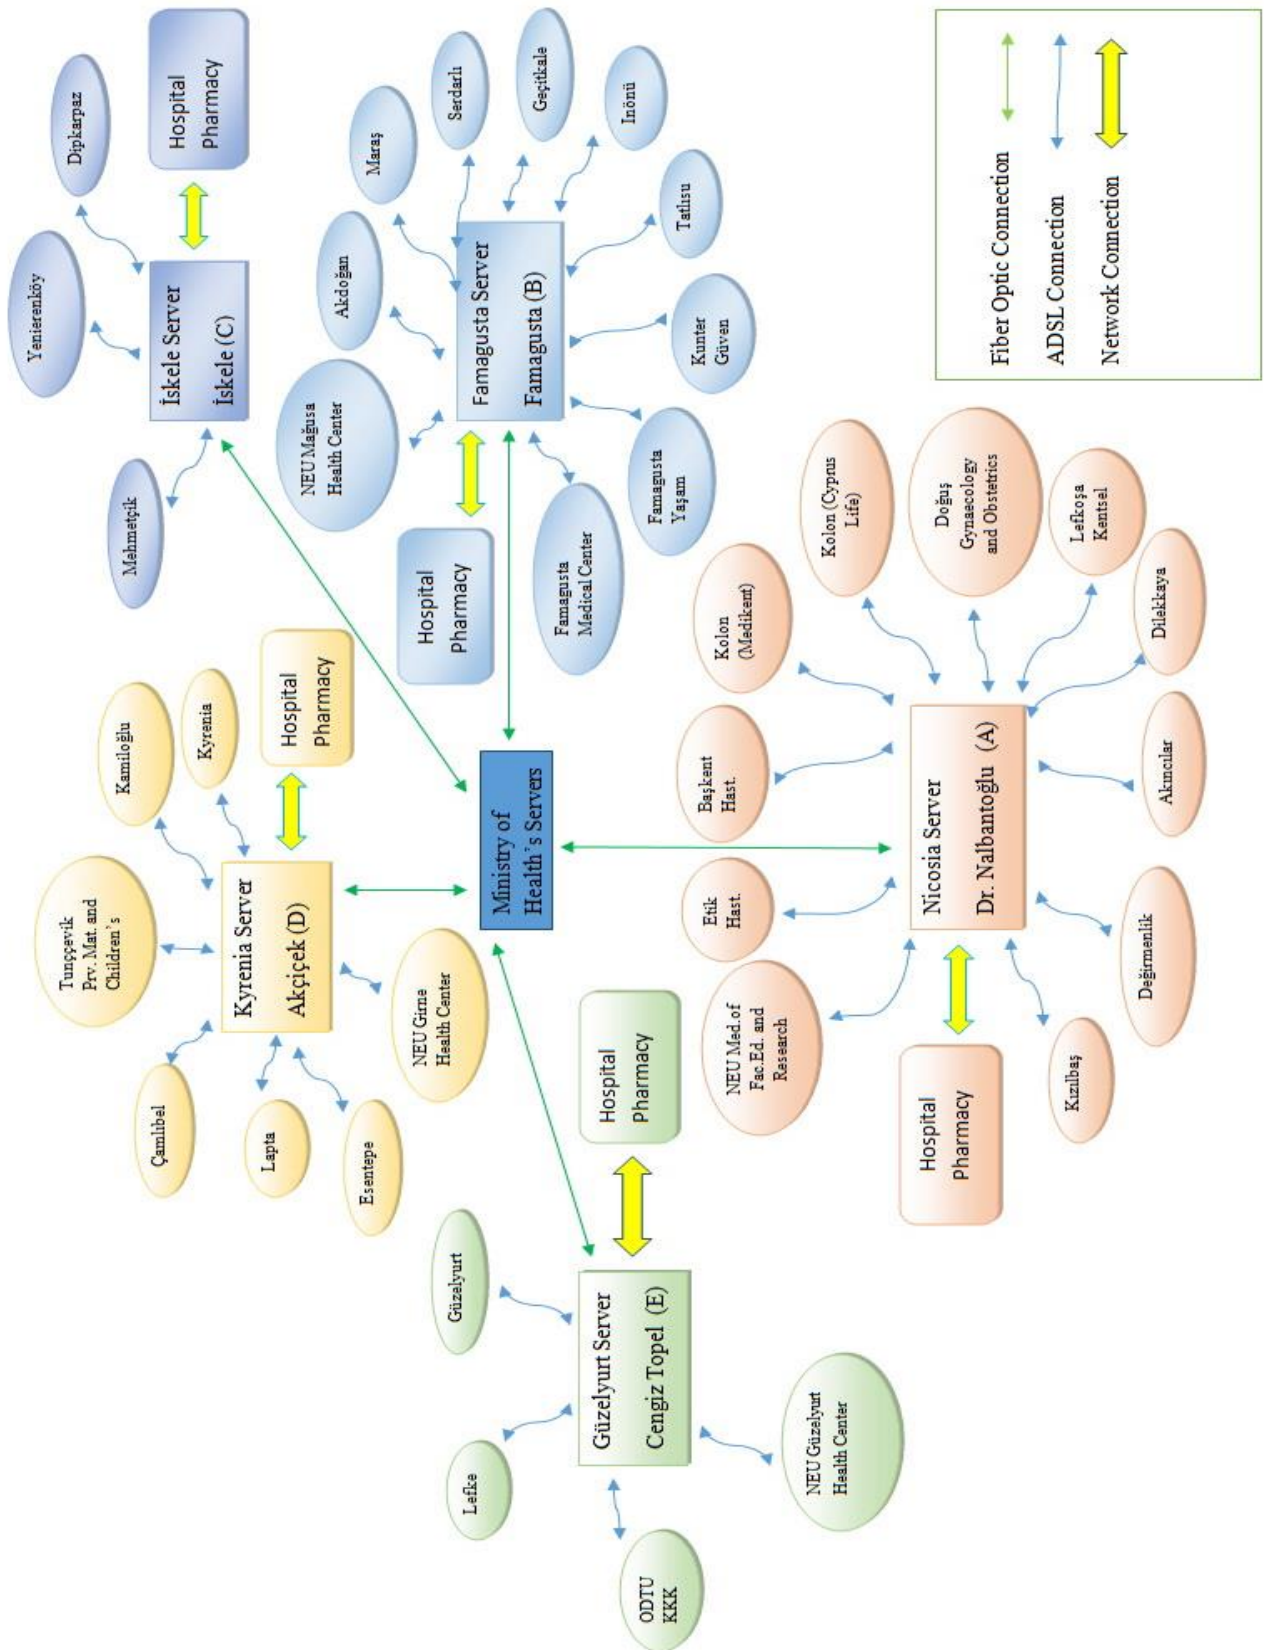 Çamlıbel
Tunççevik
Prv. Mat. and
Children's
Kamiloğlu
Kyrenia
Lapta
Esentepe
Kyrenia Server
Akçiçek (D)
Hospital
Pharmacy
NEU Girne
Health Center
Mehmetçik
Yenierenköy
Dipkarpaz
İskele Server
İskele (C)
Hospital
Pharmacy
Güzelyurt
Lefke
ODTU
KKK
Güzelyurt Server
Cengiz Topel (E)
Hospital
Pharmacy
NEU Güzelyurt
Health Center
Ministry of
Health's Servers
NEU Mağusa
Health Center
Akdoğan
Maraş
Serdarlı
Geçitkale
Inönü
Hospital
Pharmacy
Famagusta Server
Famagusta (B)
Famagusta
Medical Center
Famagusta
Yaşam
Kunter
Güven
Tatlısu
NEU Med.of
Fac.Ed. and
Research
Etik
Hast.
Başkent
Hast.
Kolon
(Medikent)
Kolon (Cyprus
Life)
Doğuş
Gynaecology
and Obstetrics
Lefkoşa
Kentsel
Hospital
Pharmacy
Nicosia Server
Dr. Nalbantoğlu (A)
Kızılbaş
Değirmenlik
Akıncılar
Dilekkaya
Fiber Optic Connection
ADSL Connection
Network Connection